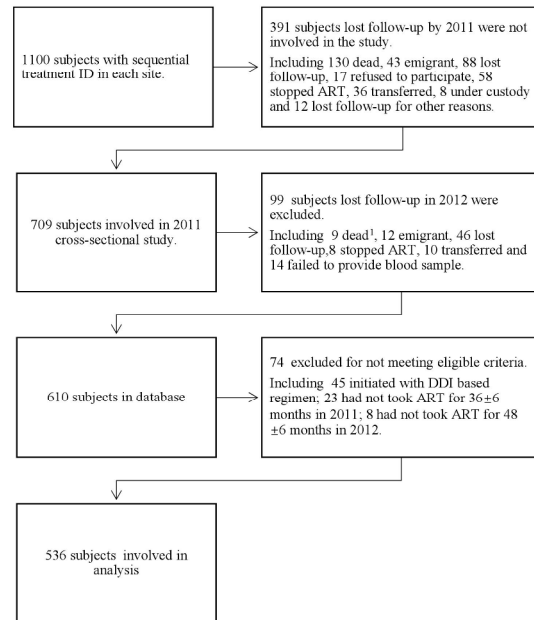 1100 subjects with sequential
treatment ID in each site.
391 subjects lost follow-up by 2011 were not
involved in the study.
Including 130 dead, 43 emigrant, 88 lost
follow-up, 17 refused to participate, 58
stopped ART, 36 transferred, 8 under custody
and 12 lost follow-up for other reasons.
709 subjects involved in 2011
cross-sectional study.
99 subjects lost follow-up in 2012 were
excluded.
Including 9 dead¹, 12 emigrant, 46 lost
follow-up,8 stopped ART, 10 transferred and
14 failed to provide blood sample.
610 subjects in database
74 excluded for not meeting eligible criteria.
Including 45 initiated with DDI based
regimen; 23 had not took ART for 36±6
months in 2011; 8 had not took ART for 48
±6 months in 2012.
536 subjects involved in
analysis